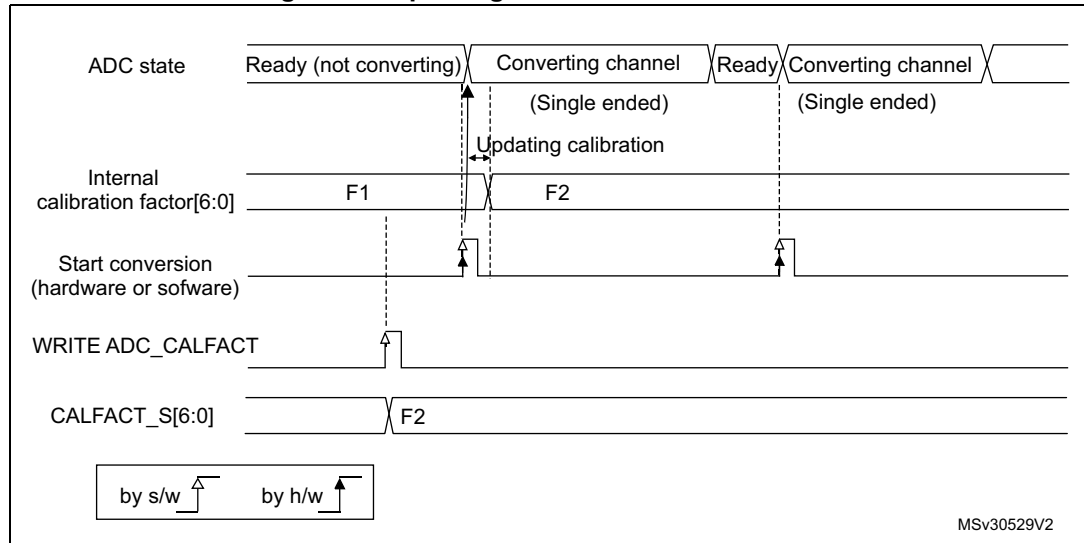 ADC state
Ready (not converting)
Converting channel
Ready
Converting channel
(Single ended)
(Single ended)
Updating calibration
Internal
calibration factor[6:0]
F1
F2
Start conversion
(hardware or sofware)
WRITE ADC_CALFACT
CALFACT_S[6:0]
F2
by s/w
by h/w
MSv30529V2